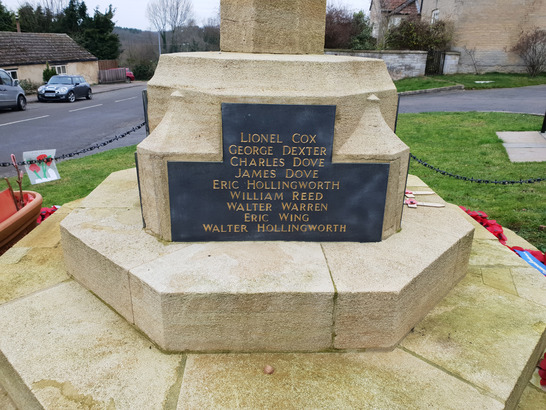 Lionel Cox
George Dexter
Charles Dove
James Dove
Eric Hollingworth
William Reed
Walter Warren
Eric Wing
Walter Hollingworth